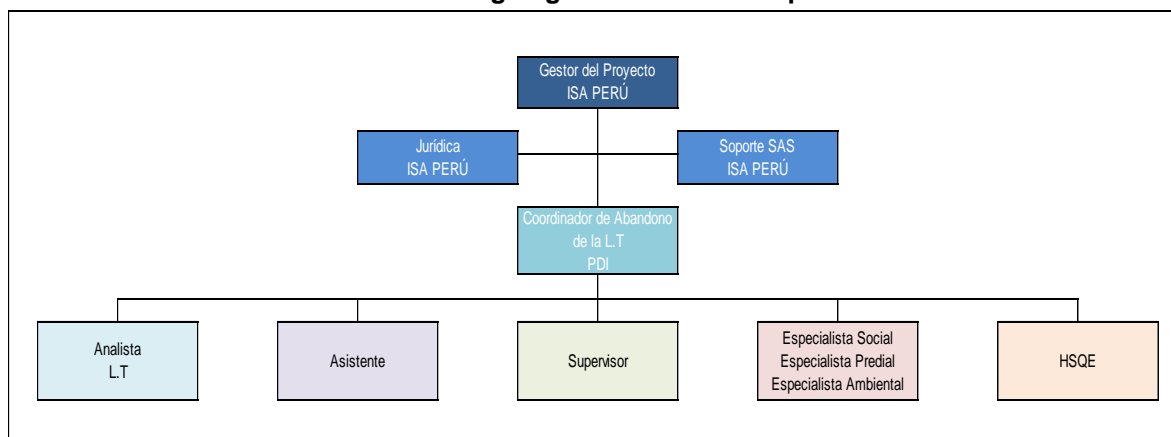 Gestor del Proyecto
ISA PERÚ
Jurídica
ISA PERÚ
Soporte SAS
ISA PERÚ
Coordinador de Abandono
de la L.T
PDI
Analista
L.T
Asistente
Supervisor
Especialista Social
Especialista Predial
Especialista Ambiental
HSQE